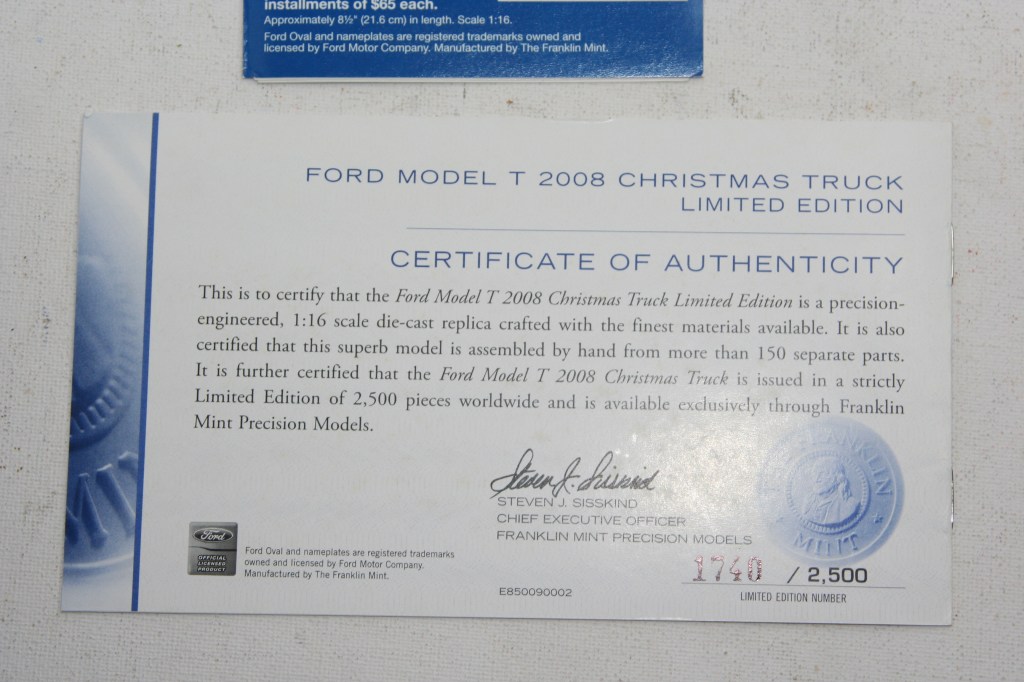 installments of $65 each.
Approximately 8½" (21.6 cm) in length. Scale 1:16.
Ford Oval and nameplates are registered trademarks owned and
licensed by Ford Motor Company. Manufactured by The Franklin Mint.
FORD MODEL T 2008 CHRISTMAS TRUCK
LIMITED EDITION
CERTIFICATE OF AUTHENTICITY
This is to certify that the Ford Model T 2008 Christmas Truck Limited Edition is a precision-
engineered, 1:16 scale die-cast replica crafted with the finest materials available. It is also
certified that this superb model is assembled by hand from more than 150 separate parts.
It is further certified that the Ford Model T 2008 Christmas Truck is issued in a strictly
Limited Edition of 2,500 pieces worldwide and is available exclusively through Franklin
Mint Precision Models.
Steven J. Sisskind
STEVEN J. SISSKIND
CHIEF EXECUTIVE OFFICER
FRANKLIN MINT PRECISION MODELS
FRANKLIN
MINT
Ford
OFFICIAL
LICENSED
PRODUCT
Ford Oval and nameplates are registered trademarks
owned and licensed by Ford Motor Company.
Manufactured by The Franklin Mint.
E850090002
/ 2,500
LIMITED EDITION NUMBER